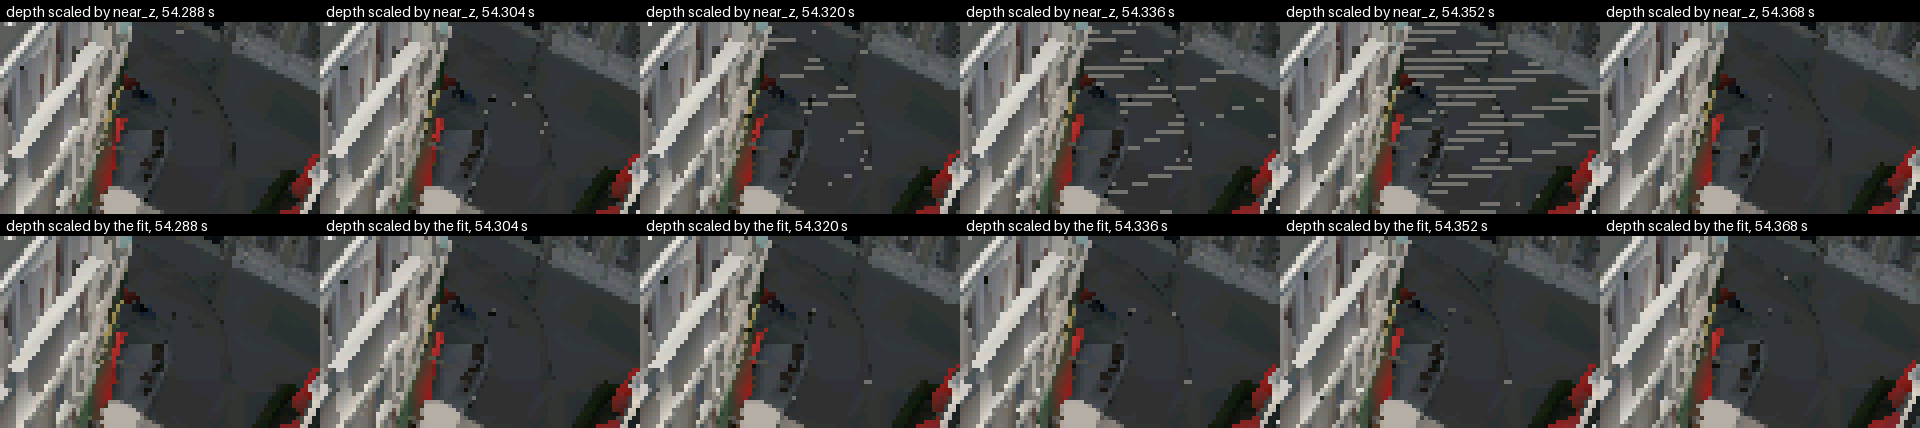 depth scaled by near_z, 54.288 s
depth scaled by near_z, 54.304 s
depth scaled by near_z, 54.320 s
depth scaled by near_z, 54.336 s
depth scaled by near_z, 54.352 s
depth scaled by near_z, 54.368 s
depth scaled by the fit, 54.288 s
depth scaled by the fit, 54.304 s
depth scaled by the fit, 54.320 s
depth scaled by the fit, 54.336 s
depth scaled by the fit, 54.352 s
depth scaled by the fit, 54.368 s